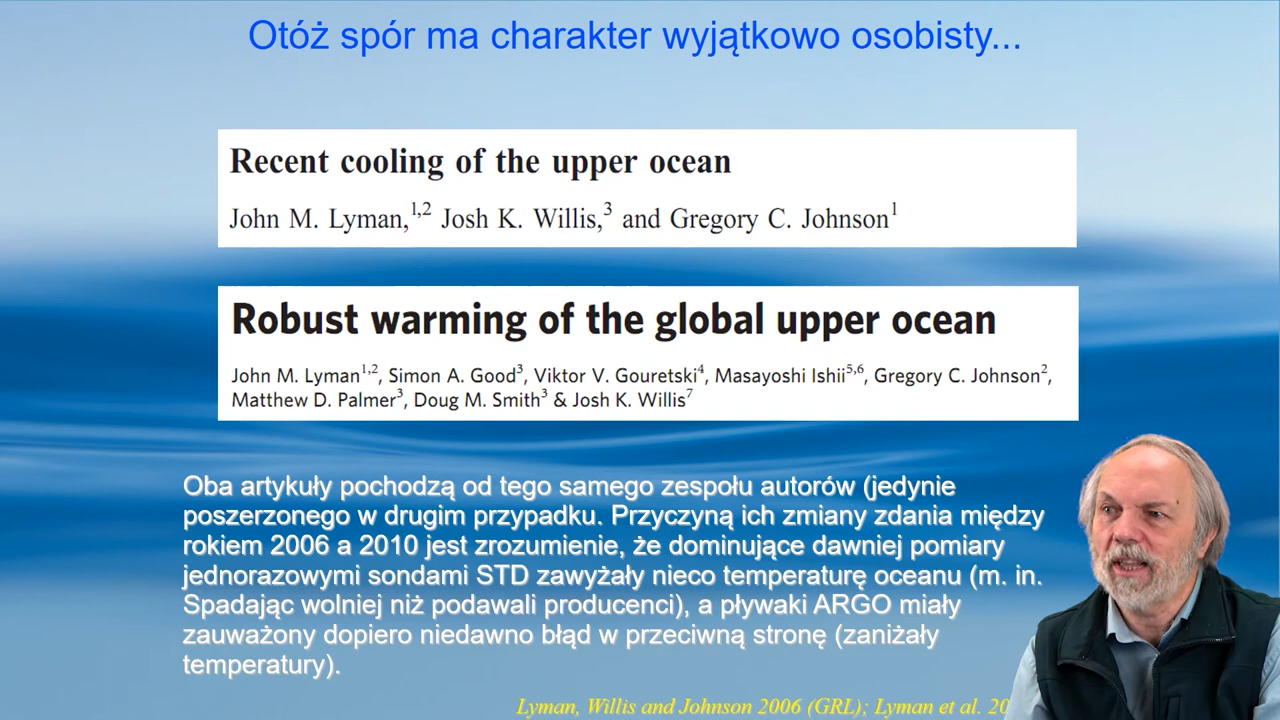 Otóż spór ma charakter wyjątkowo osobisty...
Recent cooling of the upper ocean
John M. Lyman,1,2 Josh K. Willis,3 and Gregory C. Johnson1
Robust warming of the global upper ocean
John M. Lyman1,2, Simon A. Good3, Viktor V. Gouretski4, Masayoshi Ishii5,6, Gregory C. Johnson2,
Matthew D. Palmer3, Doug M. Smith3 & Josh K. Willis7
Oba artykuły pochodzą od tego samego zespołu autorów (jedynie
poszerzonego w drugim przypadku. Przyczyną ich zmiany zdania między
rokiem 2006 a 2010 jest zrozumienie, że dominujące dawniej pomiary
jednorazowymi sondami STD zawyżały nieco temperaturę oceanu (m. in.
Spadając wolniej niż podawali producenci), a pływaki ARGO miały
zauważony dopiero niedawno błąd w przeciwną stronę (zaniżały
temperatury).
Lyman, Willis and Johnson 2006 (GRL); Lyman et al.